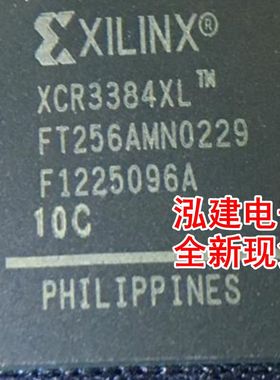 XILINX®
XCR3384XL™
FT256AMN0229
F1225096A
10C
泓建电
全新现
PHILIPPINES